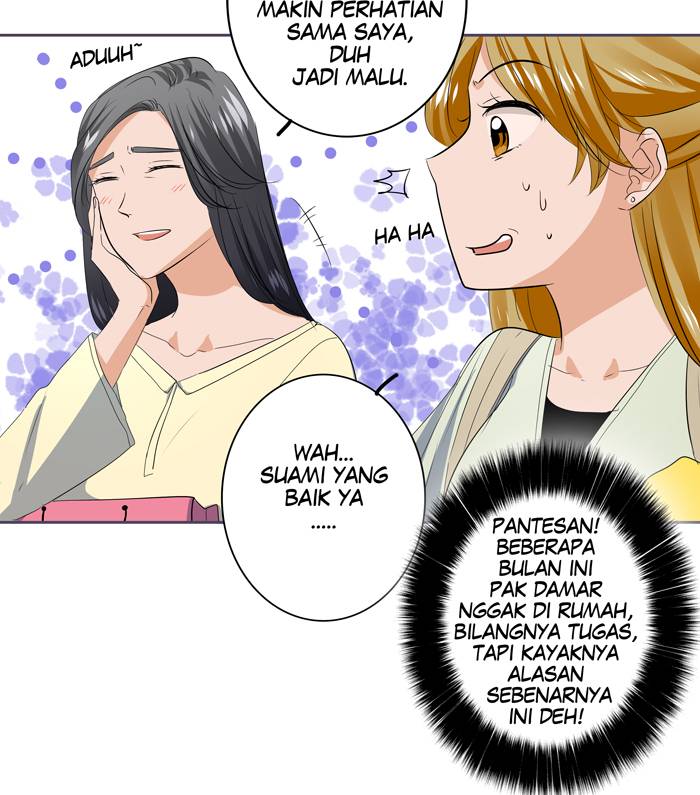 MAKIN PERHATIAN
SAMA SAYA,
DUH
JADI MALU.
ADUUH~
HA HA
WAH...
SUAMI YANG
BAIK YA
.....
PANTESAN!
BEBERAPA
BULAN INI
PAK DAMAR
NGGAK DI RUMAH,
BILANGNYA TUGAS,
TAPI KAYAKNYA
ALASAN
SEBENARNYA
INI DEH!